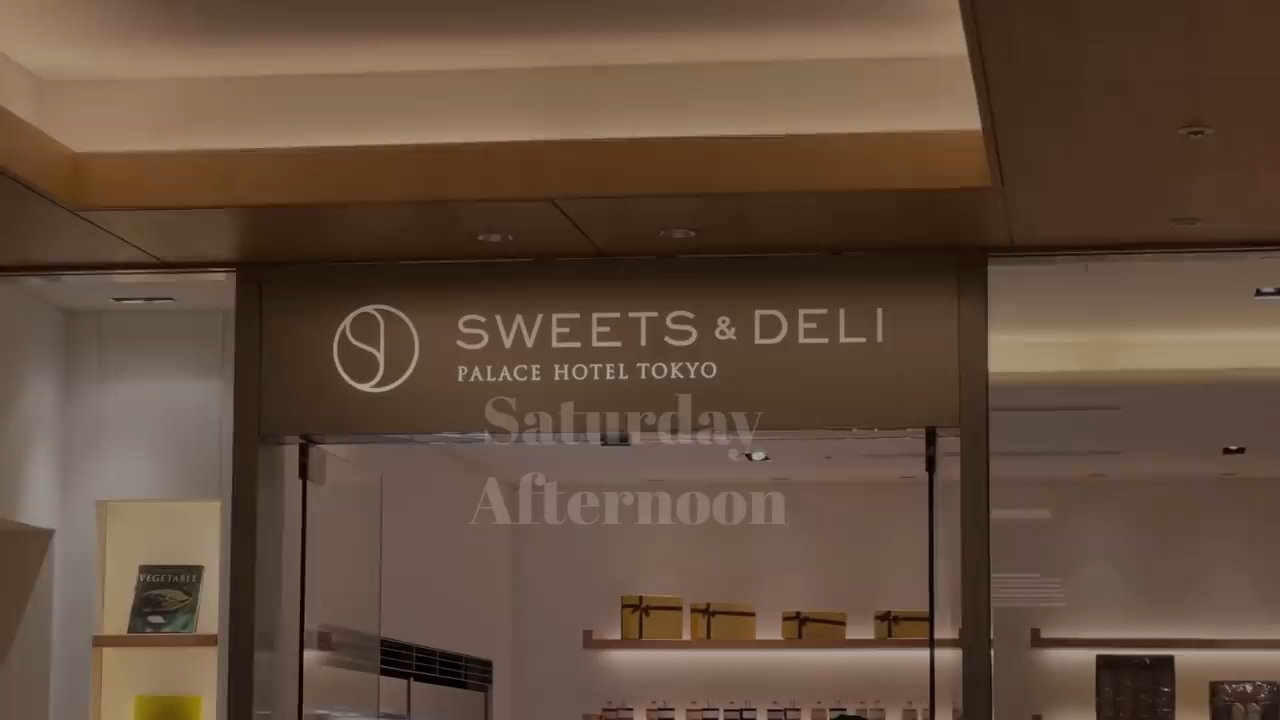 SWEETS & DELI
PALACE HOTEL TOKYO
Saturday
Afternoon
VEGETABLE